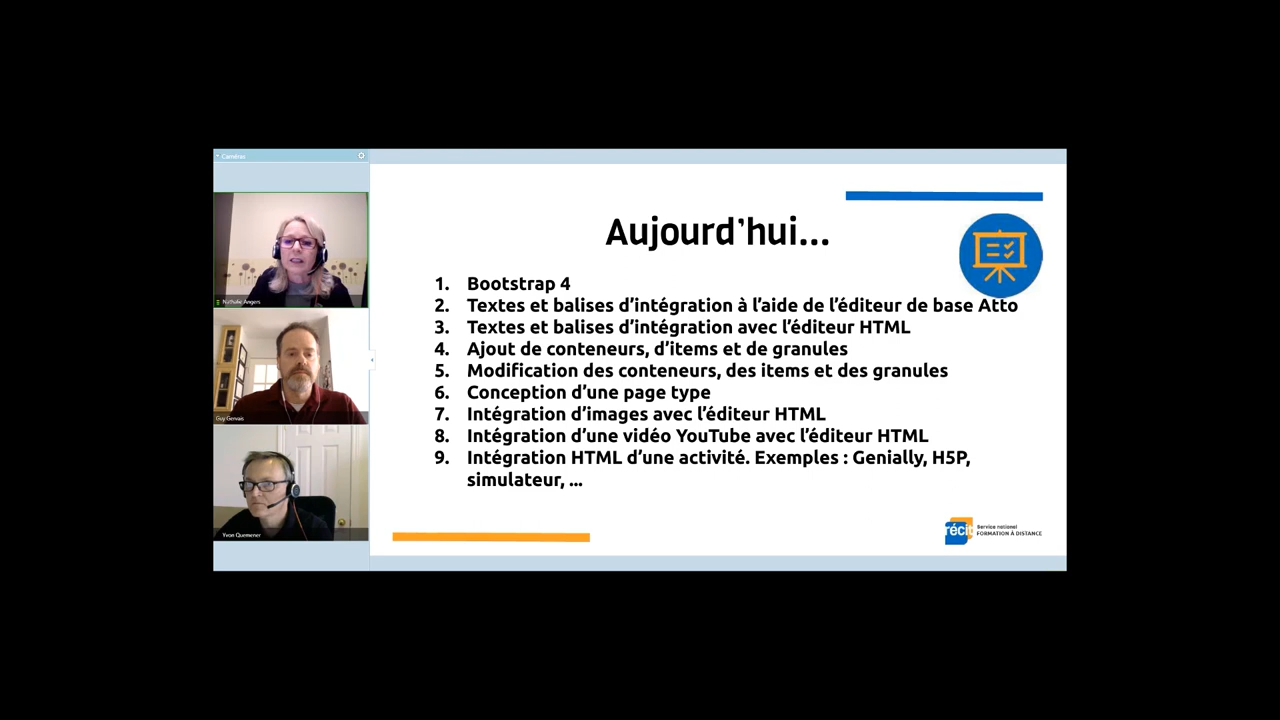 Caméras
Nathalie Angers
Guy Gervais
Yvon Quemener
Aujourd'hui...
1. Bootstrap 4
2. Textes et balises d'intégration à l'aide de l'éditeur de base Atto
3. Textes et balises d'intégration avec l'éditeur HTML
4. Ajout de conteneurs, d'items et de granules
5. Modification des conteneurs, des items et des granules
6. Conception d'une page type
7. Intégration d'images avec l'éditeur HTML
8. Intégration d'une vidéo YouTube avec l'éditeur HTML
9. Intégration HTML d'une activité. Exemples : Genially, H5P,
simulateur, ...
récit
Service national
FORMATION À DISTANCE